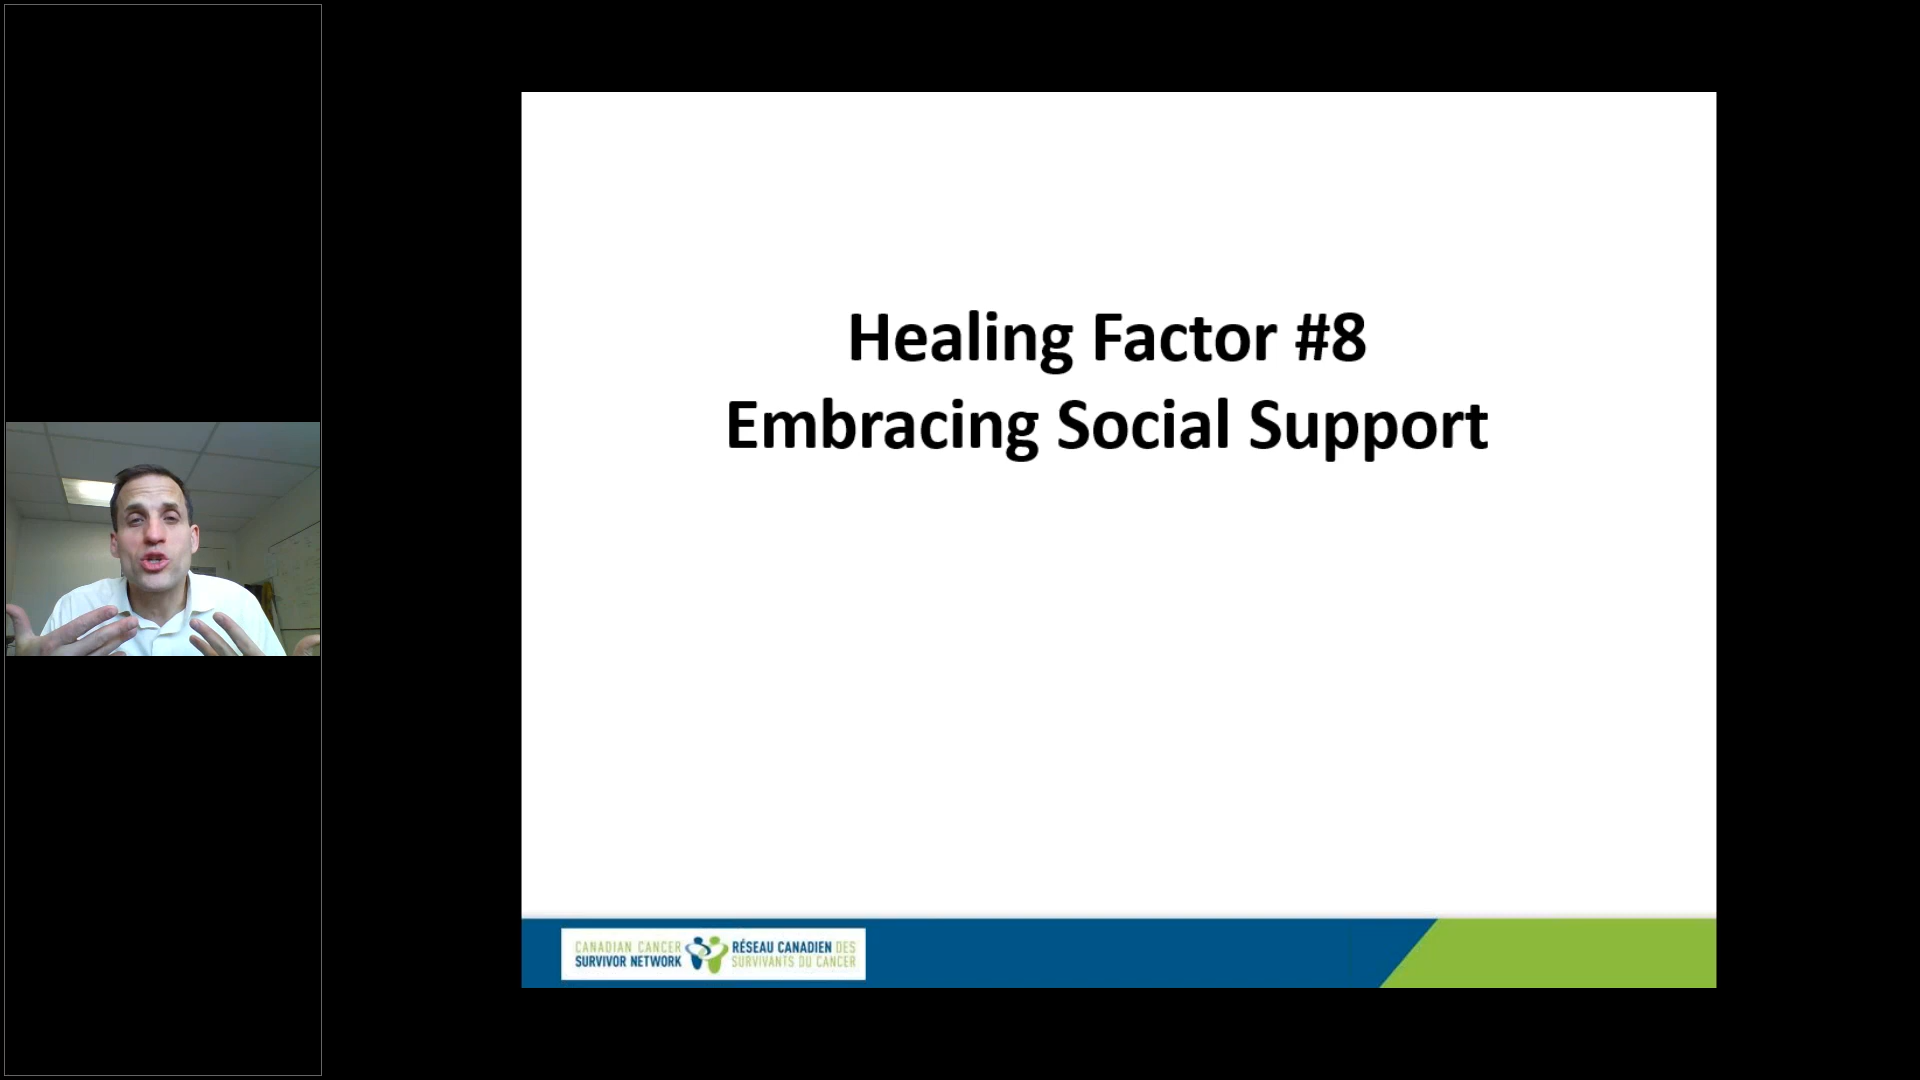 Healing Factor #8
Embracing Social Support
CANADIAN CANCER
SURVIVOR NETWORK
RÉSEAU CANADIEN DES
SURVIVANTS DU CANCER